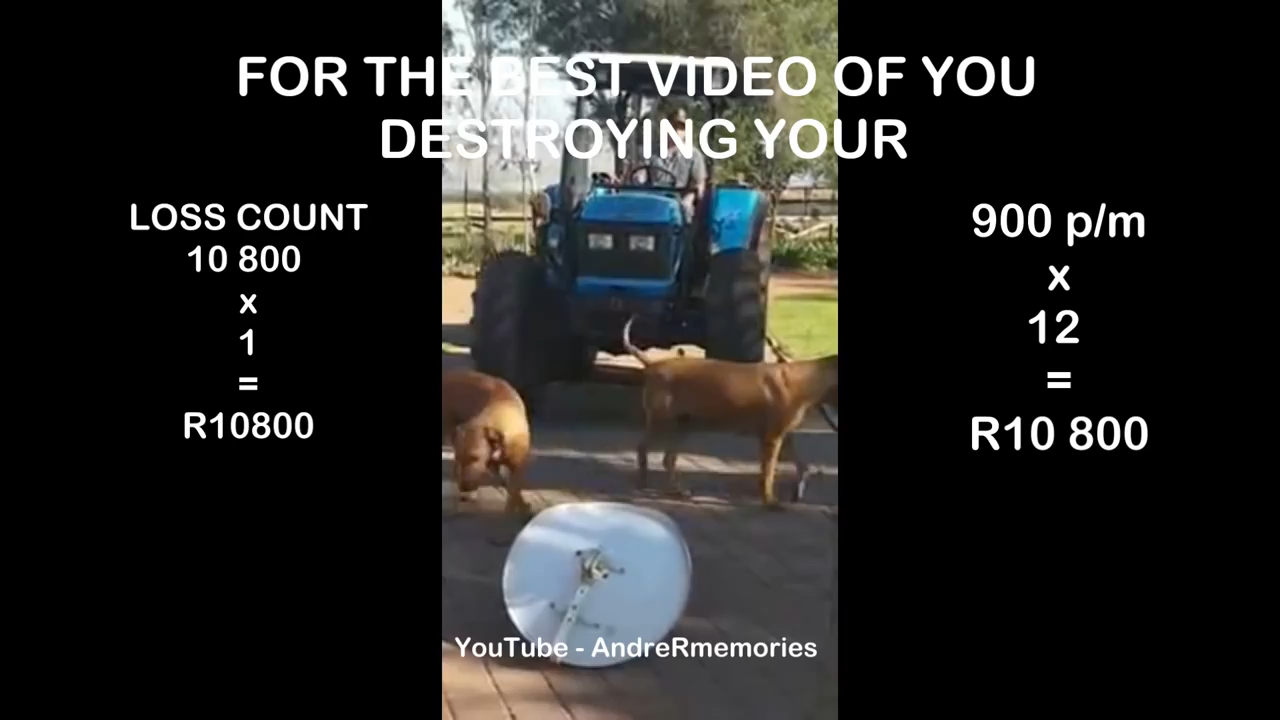 FOR THE BEST VIDEO OF YOU
DESTROYING YOUR
LOSS COUNT
10 800
x
1
=
R10800
900 p/m
x
12
=
R10 800
YouTube - AndreRmemories